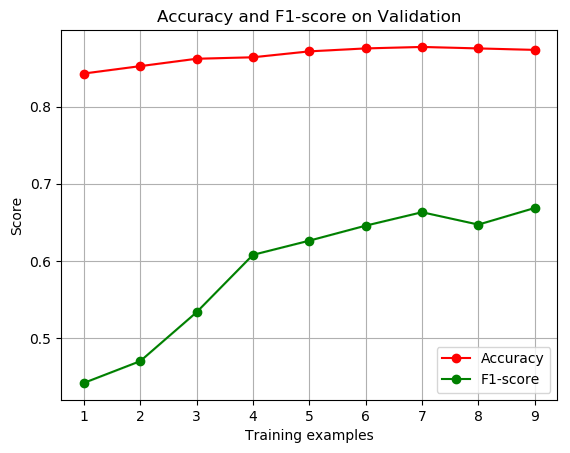 Accuracy and F1-score on Validation
Score
0.8
0.7
0.6
0.5
Accuracy
F1-score
1 2 3 4 5 6 7 8 9
Training examples